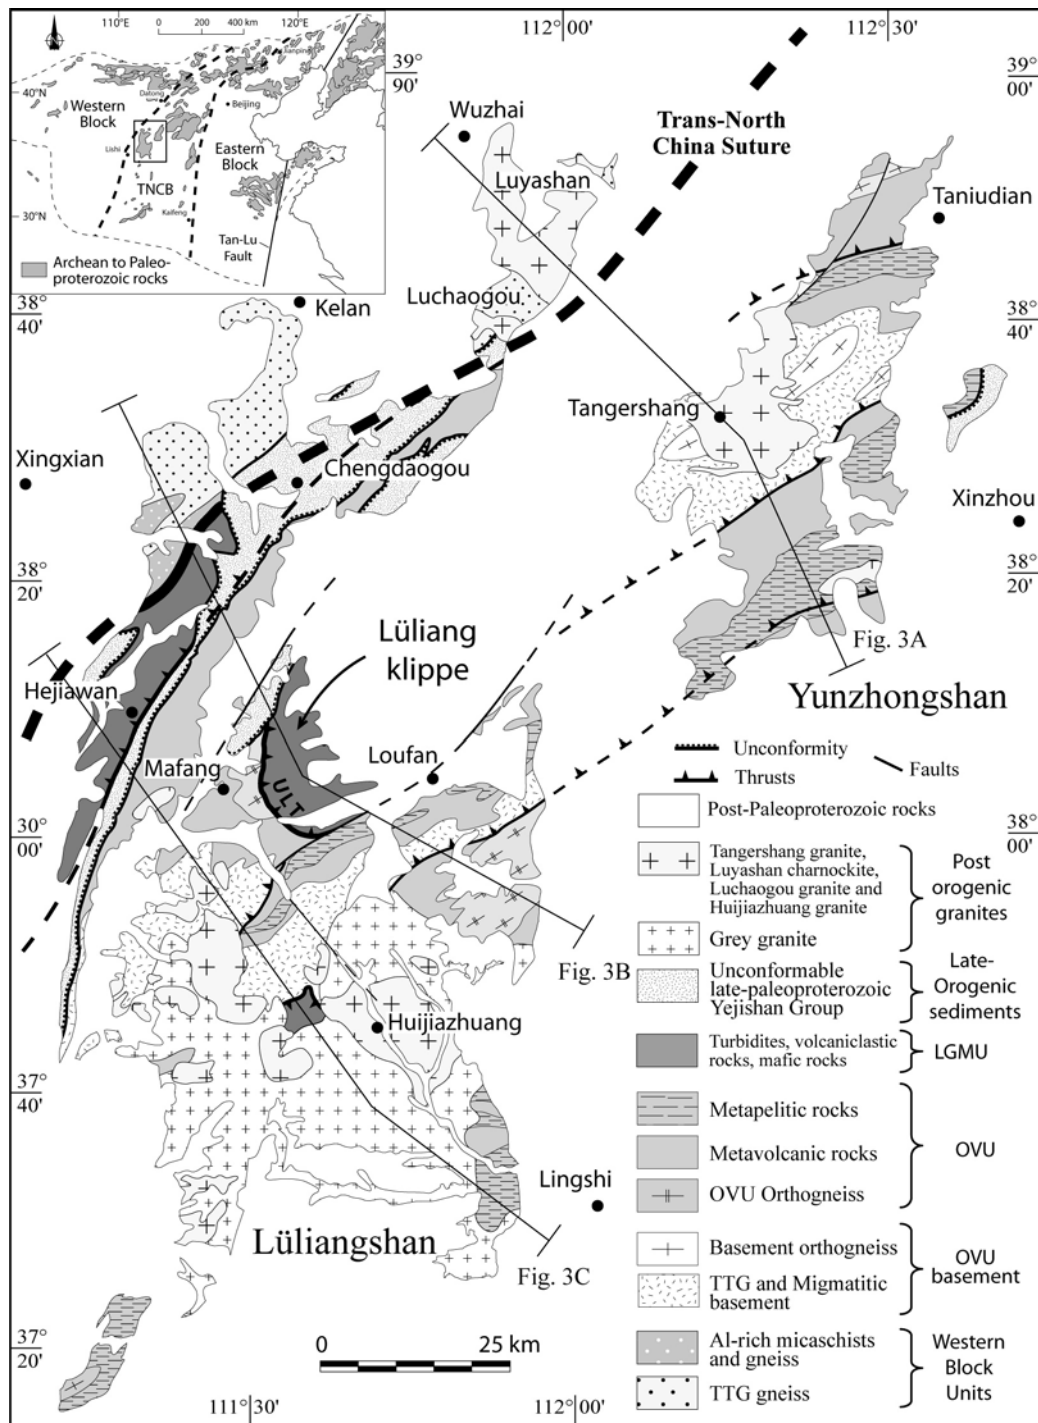 110°E
0
200
400 km
120°E
Jianping
Datong
40°N
Western
Block
Beijing
Lishi
Eastern
Block
TNCB
30°N
Kaifeng
Tan-Lu
Fault
Archean to Paleo-
proterozoic rocks
112°00'
112°30'
39°
90'
39°
00'
Wuzhai
Trans-North
China Suture
Luyashan
Taniudian
Kelan
Luchaogou
38°
40'
38°
40'
Tangershang
Xingxian
Chengdaogou
Xinzhou
38°
20'
38°
20'
Lüliang
klippe
Fig. 3A
Hejiawan
Yunzhongshan
Mafang
Loufan
ULT
Unconformity
Thrusts
Faults
30°
00'
38°
00'
Post-Paleoproterozoic rocks
Tangershang granite,
Luyashan charnockite,
Luchaogou granite and
Huijiazhuang granite
Post
orogenic
granites
Grey granite
Fig. 3B
Unconformable
late-paleoproterozoic
Yejishan Group
Late-
Orogenic
sediments
Huijiazhuang
Turbidites, volcaniclastic
rocks, mafic rocks
LGMU
37°
40'
Metapelitic rocks
Metavolcanic rocks
OVU
OVU Orthogneiss
Lingshi
Lüliangshan
Basement orthogneiss
TTG and Migmatitic
basement
OVU
basement
Fig. 3C
0
25 km
37°
20'
Al-rich micaschists
and gneiss
TTG gneiss
Western
Block
Units
111°30'
112°00'